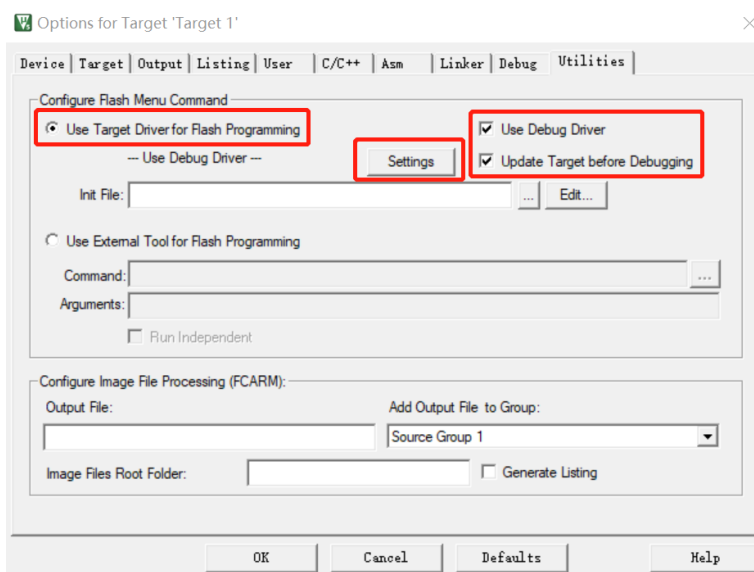 Options for Target 'Target 1'
Device Target Output Listing User C/C++ Asm Linker Debug Utilities
Configure Flash Menu Command
Use Target Driver for Flash Programming
Use Debug Driver
--- Use Debug Driver ---
Settings
Update Target before Debugging
Init File:
...
Edit...
Use External Tool for Flash Programming
Command:
...
Arguments:
Run Independent
Configure Image File Processing (FCARM):
Output File:
Add Output File to Group:
Source Group 1
Image Files Root Folder:
Generate Listing
OK
Cancel
Defaults
Help